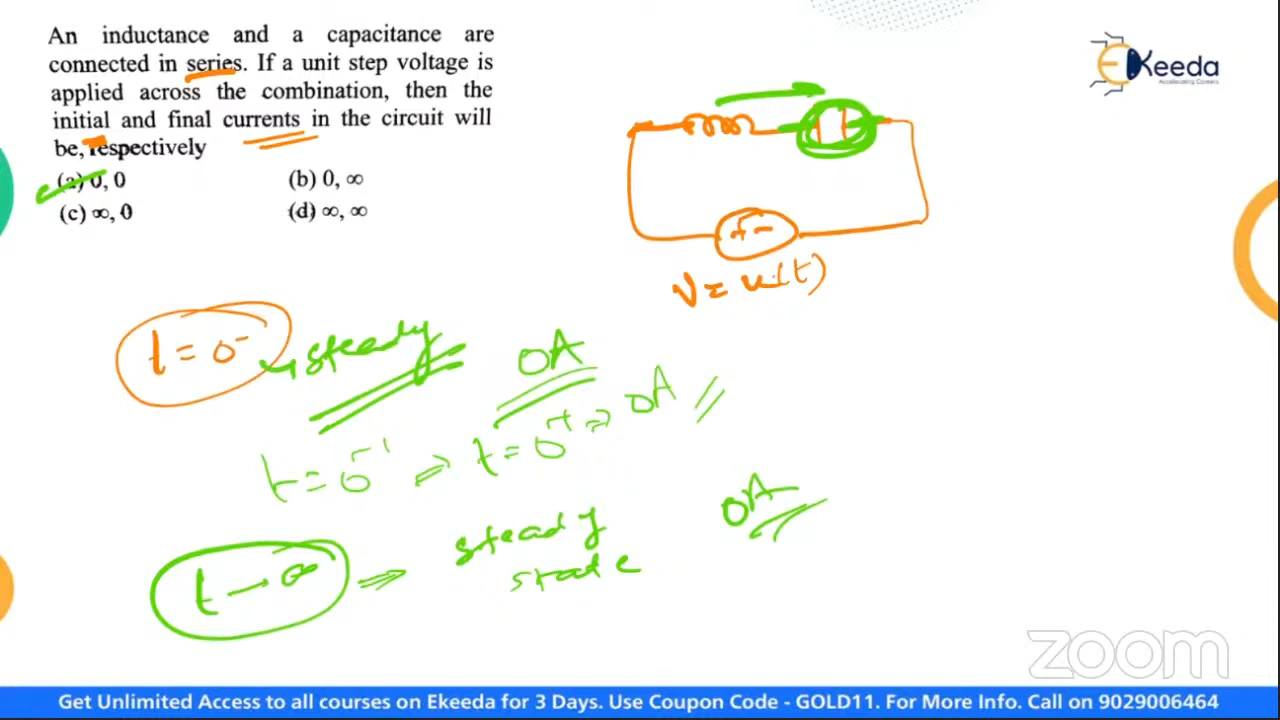 An inductance and a capacitance are
connected in series. If a unit step voltage is
applied across the combination, then the
initial and final currents in the circuit will
be, respectively
(a) 0, 0
(b) 0, ∞
(c) ∞, 0
(d) ∞, ∞
Ekeeda
Accelerating Careers
+ -
V = u(t)
t = 0⁻
steady
0A
t = 0⁻ ⇒ t = 0⁺ ⇒ 0A
t → ∞ ⇒ steady
state
0A
zoom
Get Unlimited Access to all courses on Ekeeda for 3 Days. Use Coupon Code - GOLD11. For More Info. Call on 9029006464